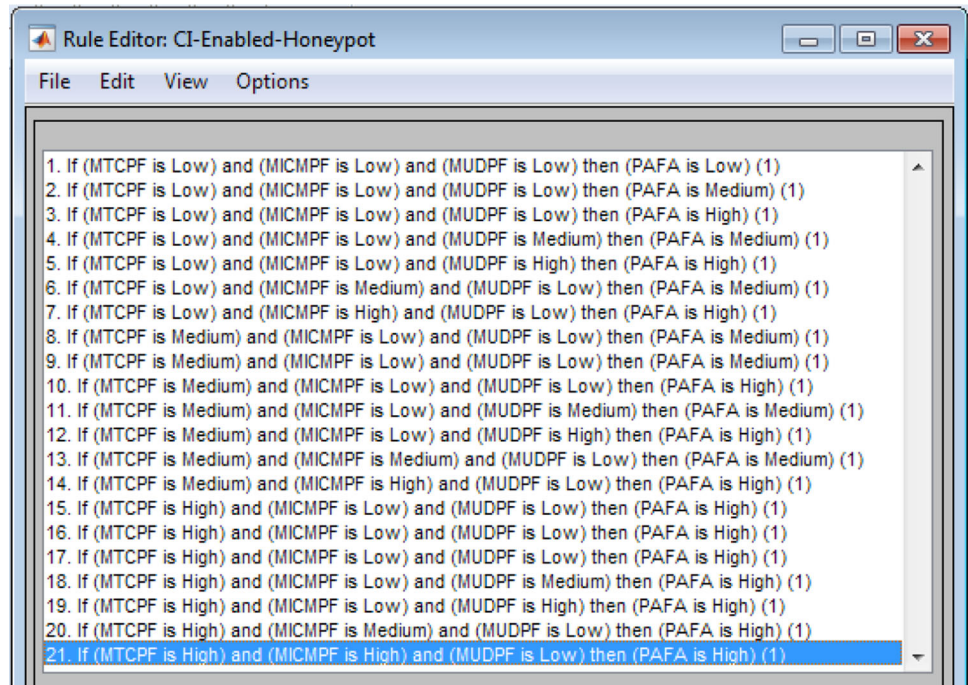 Rule Editor: CI-Enabled-Honeypot
File Edit View Options
1. If (MTCPF is Low) and (MICMPF is Low) and (MUDPF is Low) then (PAFA is Low) (1)
2. If (MTCPF is Low) and (MICMPF is Low) and (MUDPF is Low) then (PAFA is Medium) (1)
3. If (MTCPF is Low) and (MICMPF is Low) and (MUDPF is Low) then (PAFA is High) (1)
4. If (MTCPF is Low) and (MICMPF is Low) and (MUDPF is Medium) then (PAFA is Medium) (1)
5. If (MTCPF is Low) and (MICMPF is Low) and (MUDPF is High) then (PAFA is High) (1)
6. If (MTCPF is Low) and (MICMPF is Medium) and (MUDPF is Low) then (PAFA is Medium) (1)
7. If (MTCPF is Low) and (MICMPF is High) and (MUDPF is Low) then (PAFA is High) (1)
8. If (MTCPF is Medium) and (MICMPF is Low) and (MUDPF is Low) then (PAFA is Medium) (1)
9. If (MTCPF is Medium) and (MICMPF is Low) and (MUDPF is Low) then (PAFA is Medium) (1)
10. If (MTCPF is Medium) and (MICMPF is Low) and (MUDPF is Low) then (PAFA is High) (1)
11. If (MTCPF is Medium) and (MICMPF is Low) and (MUDPF is Medium) then (PAFA is Medium) (1)
12. If (MTCPF is Medium) and (MICMPF is Low) and (MUDPF is High) then (PAFA is High) (1)
13. If (MTCPF is Medium) and (MICMPF is Medium) and (MUDPF is Low) then (PAFA is Medium) (1)
14. If (MTCPF is Medium) and (MICMPF is High) and (MUDPF is Low) then (PAFA is High) (1)
15. If (MTCPF is High) and (MICMPF is Low) and (MUDPF is Low) then (PAFA is High) (1)
16. If (MTCPF is High) and (MICMPF is Low) and (MUDPF is Low) then (PAFA is High) (1)
17. If (MTCPF is High) and (MICMPF is Low) and (MUDPF is Low) then (PAFA is High) (1)
18. If (MTCPF is High) and (MICMPF is Low) and (MUDPF is Medium) then (PAFA is High) (1)
19. If (MTCPF is High) and (MICMPF is Low) and (MUDPF is High) then (PAFA is High) (1)
20. If (MTCPF is High) and (MICMPF is Medium) and (MUDPF is Low) then (PAFA is High) (1)
21. If (MTCPF is High) and (MICMPF is High) and (MUDPF is Low) then (PAFA is High) (1)